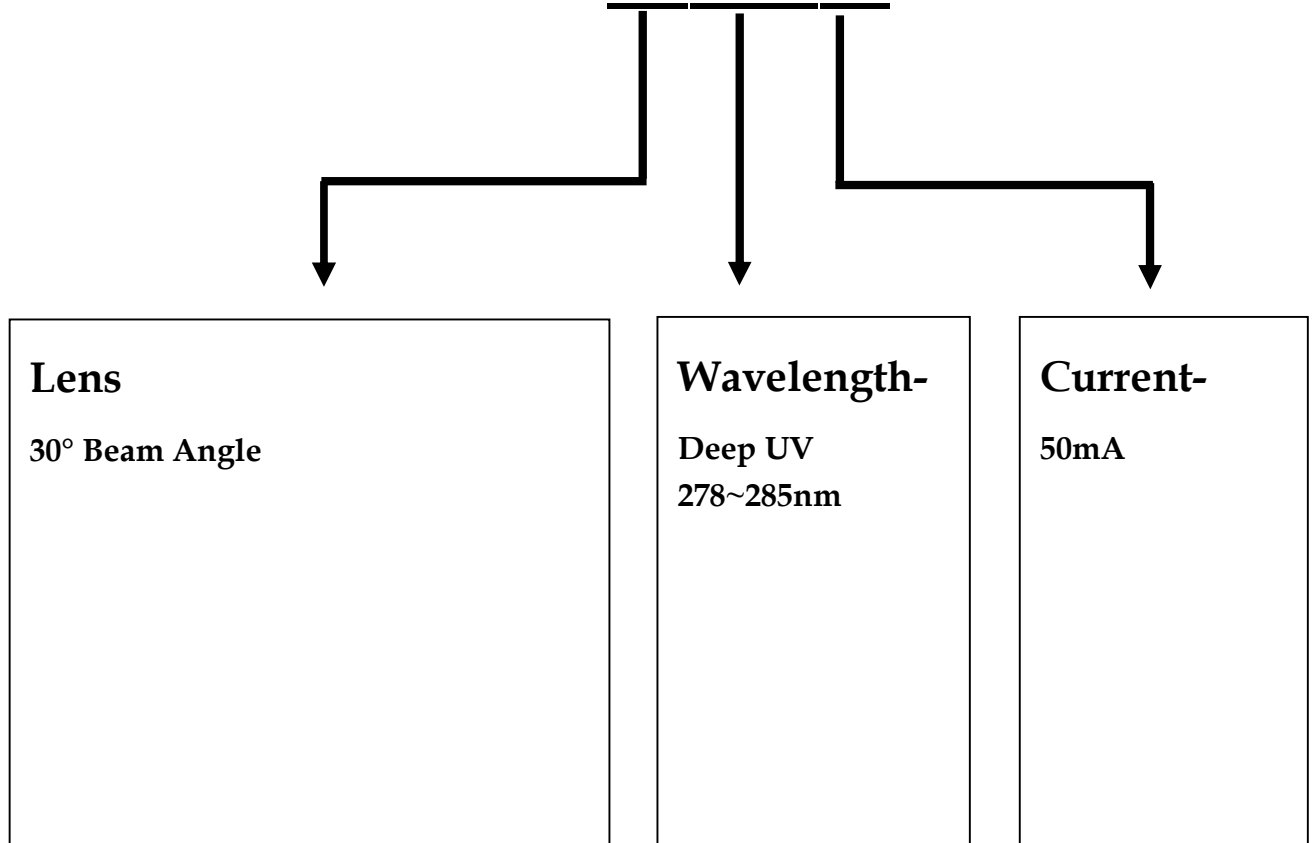 Lens
30° Beam Angle
Wavelength-
Deep UV
278~285nm
Current-
50mA